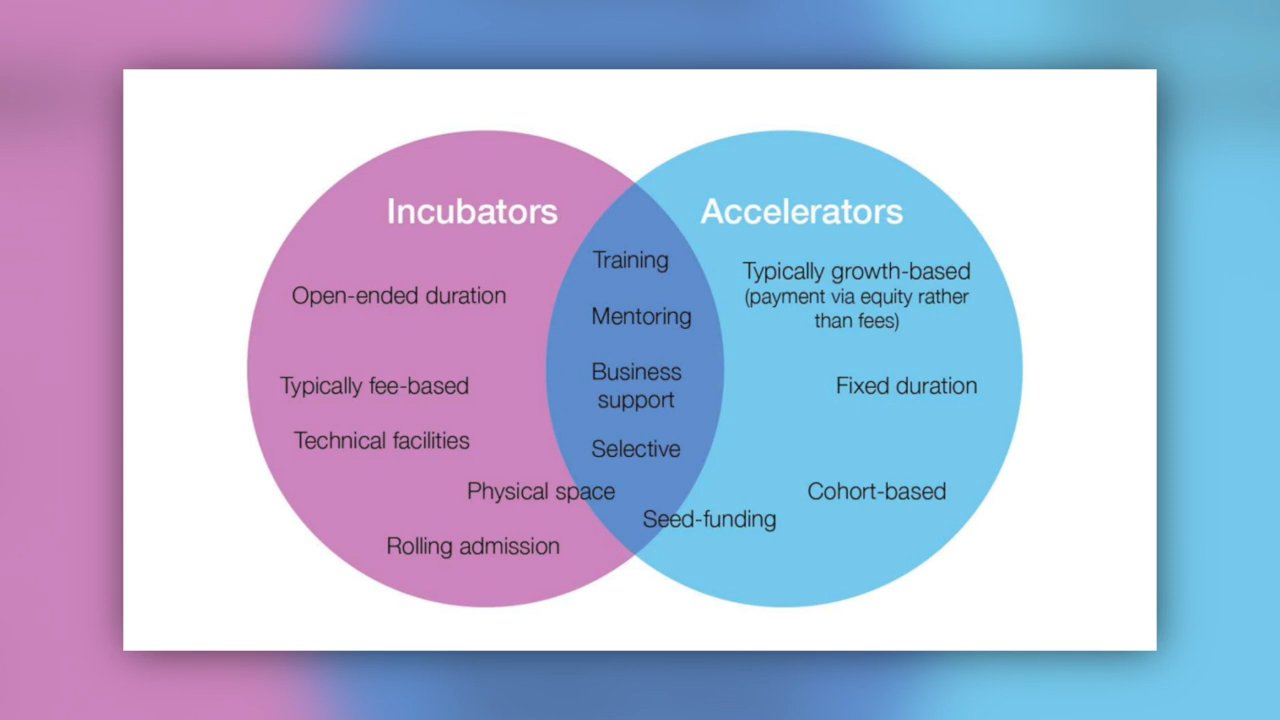 Incubators
Open-ended duration
Typically fee-based
Technical facilities
Physical space
Rolling admission
Training
Mentoring
Business
support
Selective
Seed-funding
Accelerators
Typically growth-based
(payment via equity rather
than fees)
Fixed duration
Cohort-based